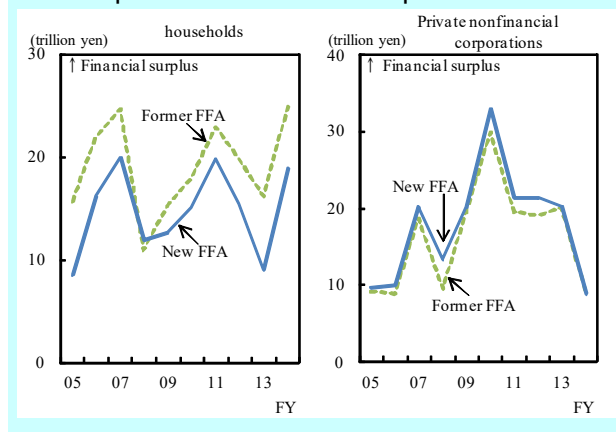 households
(trillion yen)
30
↑ Financial surplus
Former FFA
20
New FFA
10
0
05 07 09 11 13
FY
Private nonfinancial
corporations
(trillion yen)
40
↑ Financial surplus
30
New FFA
20
10
Former FFA
0
05 07 09 11 13
FY